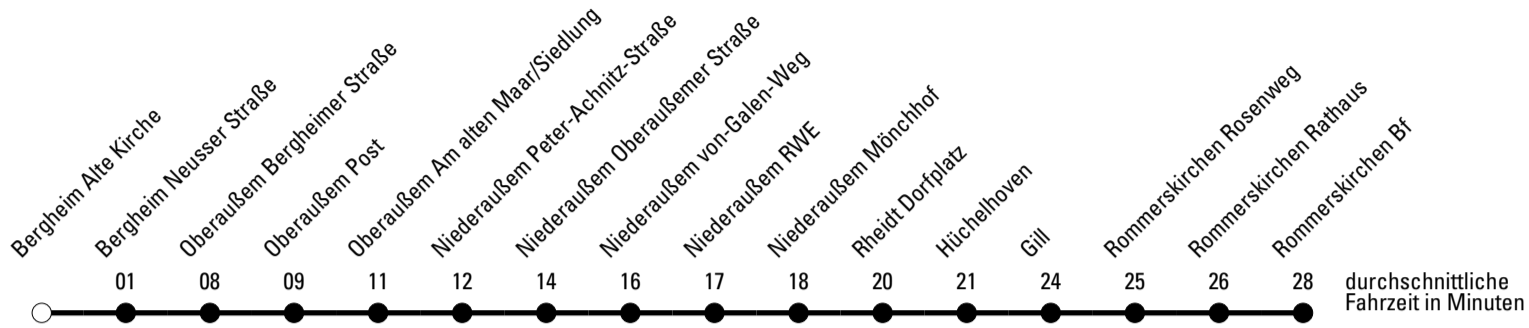 Bergheim Alte Kirche
Bergheim Neusser Straße
Oberaußem Bergheimer Straße
Oberaußem Post
Oberaußem Am alten Maar/Siedlung
Niederaußem Peter-Achnitz-Straße
Niederaußem Oberaußemer Straße
Niederaußem von-Galen-Weg
Niederaußem RWE
Niederaußem Mönchhof
Rheidt Dorfplatz
Hüchelhoven
Gill
Rommerskirchen Rosenweg
Rommerskirchen Rathaus
Rommerskirchen Bf
01 08 09 11 12 14 16 17 18 20 21 24 25 26 28
durchschnittliche
Fahrzeit in Minuten